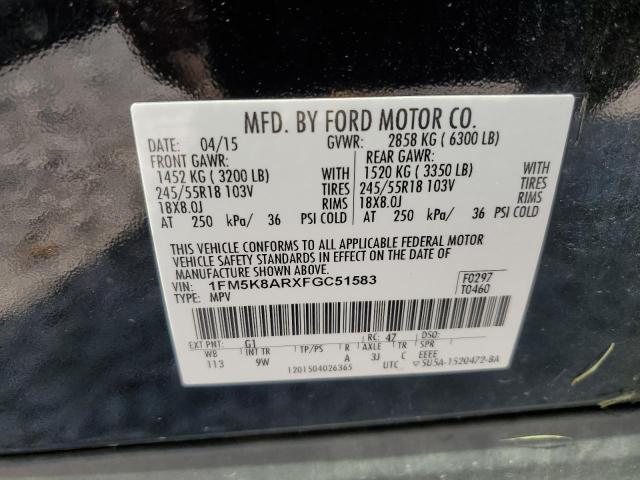 MFD. BY FORD MOTOR CO.
DATE: 04/15 GVWR: 2858 KG ( 6300 LB)
FRONT GAWR: REAR GAWR:
1452 KG ( 3200 LB) WITH 1520 KG ( 3350 LB) WITH
245/55R18 103V TIRES 245/55R18 103V TIRES
18X8.0J RIMS 18X8.0J RIMS
AT 250 kPa/ 36 PSI COLD AT 250 kPa/ 36 PSI COLD
THIS VEHICLE CONFORMS TO ALL APPLICABLE FEDERAL MOTOR
VEHICLE SAFETY STANDARDS IN EFFECT ON THE DATE OF
MANUFACTURE SHOWN ABOVE.
VIN: 1FM5K8ARXFGC51583 F0297
TYPE: MPV T0460
EXT PNT: G1 RC: 47 DSO:
WB INT TR TP/PS R AXLE TR SPR
113 9W A 3J C EEEE
1201504026365 UTC ▽5U5A-1520472-BA